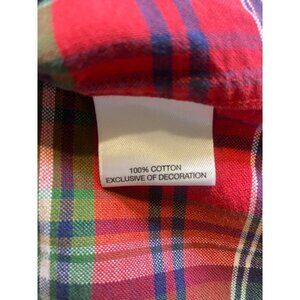 100% COTTON
EXCLUSIVE OF DECORATION